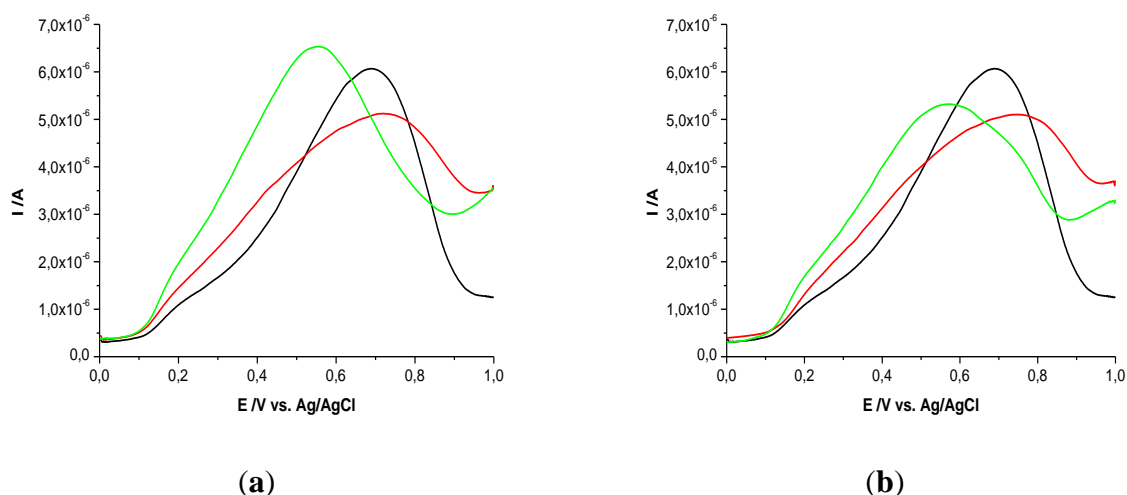 7,0x10⁻⁶
6,0x10⁻⁶
5,0x10⁻⁶
4,0x10⁻⁶
3,0x10⁻⁶
2,0x10⁻⁶
1,0x10⁻⁶
0,0
I /A
0,0 0,2 0,4 0,6 0,8 1,0
E /V vs. Ag/AgCl
(a)
7,0x10⁻⁶
6,0x10⁻⁶
5,0x10⁻⁶
4,0x10⁻⁶
3,0x10⁻⁶
2,0x10⁻⁶
1,0x10⁻⁶
0,0
I /A
0,0 0,2 0,4 0,6 0,8 1,0
E /V vs. Ag/AgCl
(b)